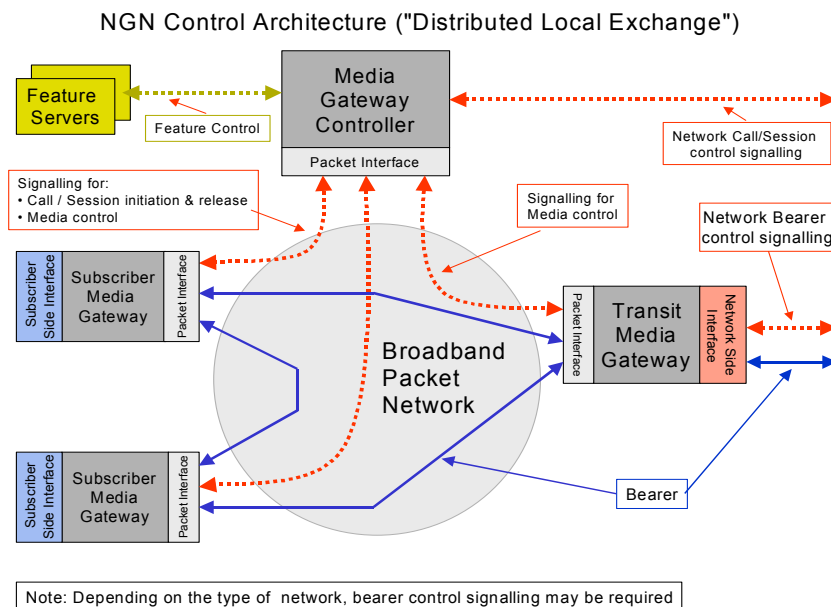 NGN Control Architecture ("Distributed Local Exchange")
Feature
Servers
Feature Control
Media
Gateway
Controller
Packet Interface
Network Call/Session
control signalling
Signalling for:
• Call / Session initiation & release
• Media control
Signalling for
Media control
Network Bearer
control signalling
Subscriber
Side Interface
Subscriber
Media
Gateway
Packet Interface
Broadband
Packet
Network
Packet Interface
Transit
Media
Gateway
Network Side
Interface
Subscriber
Side Interface
Subscriber
Media
Gateway
Packet Interface
Bearer
Note: Depending on the type of network, bearer control signalling may be required